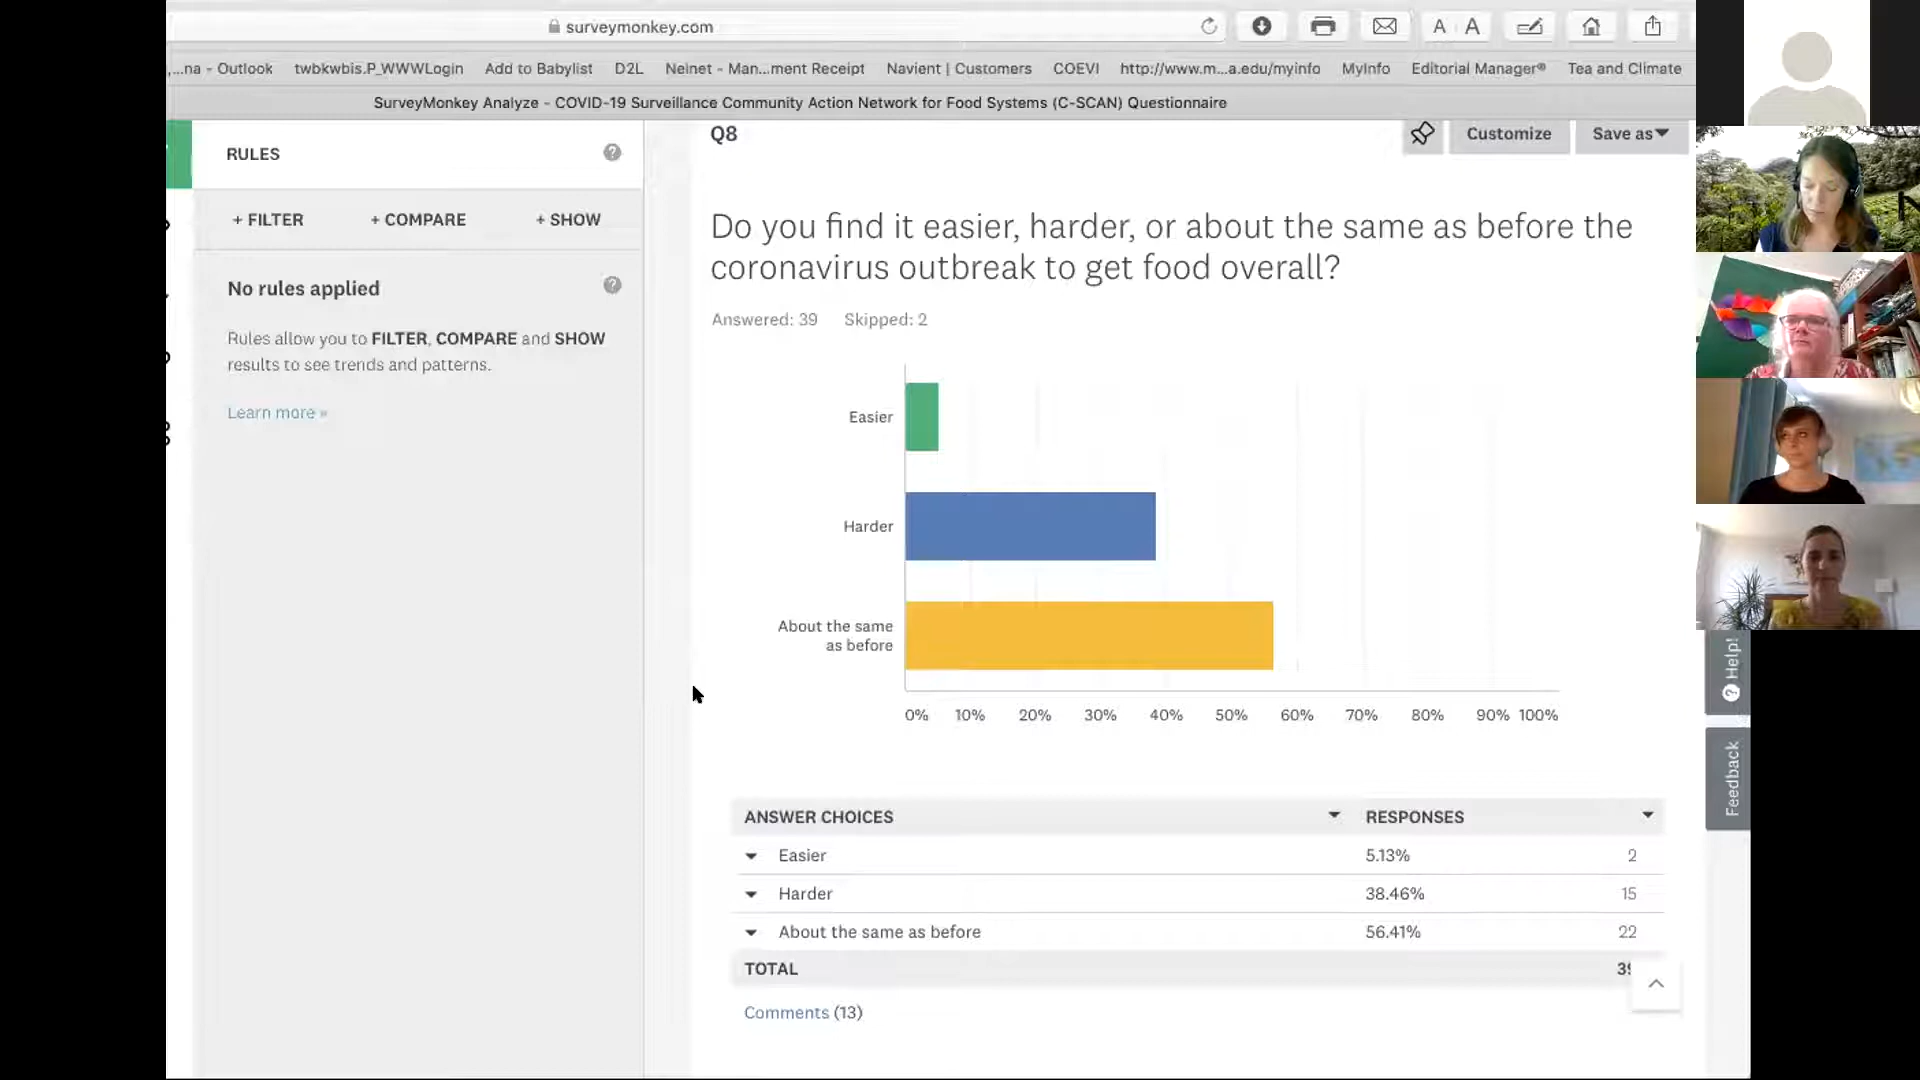 surveymonkey.com
A A
,...na - Outlook twbkwbis.P_WWWLogin Add to Babylist D2L Nelnet - Man...ment Receipt Navient | Customers COEVI http://www.m...a.edu/myinfo MyInfo Editorial Manager® Tea and Climate
SurveyMonkey Analyze - COVID-19 Surveillance Community Action Network for Food Systems (C-SCAN) Questionnaire
RULES
+ FILTER + COMPARE + SHOW
No rules applied
Rules allow you to FILTER, COMPARE and SHOW
results to see trends and patterns.
Learn more »
Q8
Customize
Save as
Do you find it easier, harder, or about the same as before the
coronavirus outbreak to get food overall?
Answered: 39 Skipped: 2
Easier
Harder
About the same
as before
0% 10% 20% 30% 40% 50% 60% 70% 80% 90% 100%
ANSWER CHOICES RESPONSES
Easier 5.13% 2
Harder 38.46% 15
About the same as before 56.41% 22
TOTAL
Comments (13)
Help!
Feedback